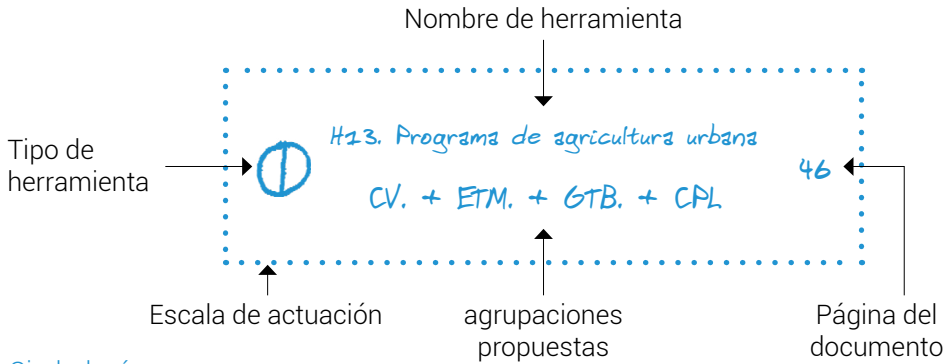 Nombre de herramienta
H13. Programa de agricultura urbana
Tipo de
herramienta
46
CV. + ETM. + GTB. + CPL
Escala de actuación
agrupaciones
propuestas
Página del
documento